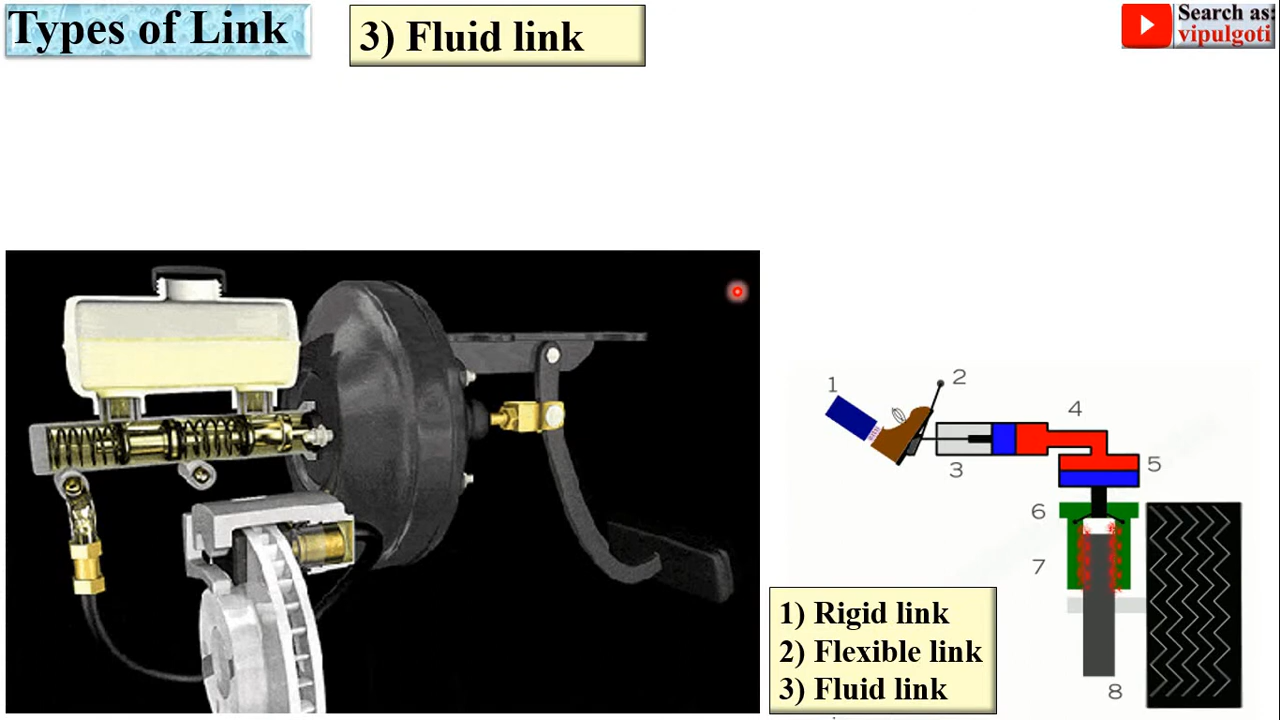 Types of Link
3) Fluid link
Search as:
vipulgoti
1
2
3
4
5
6
7
8
1) Rigid link
2) Flexible link
3) Fluid link